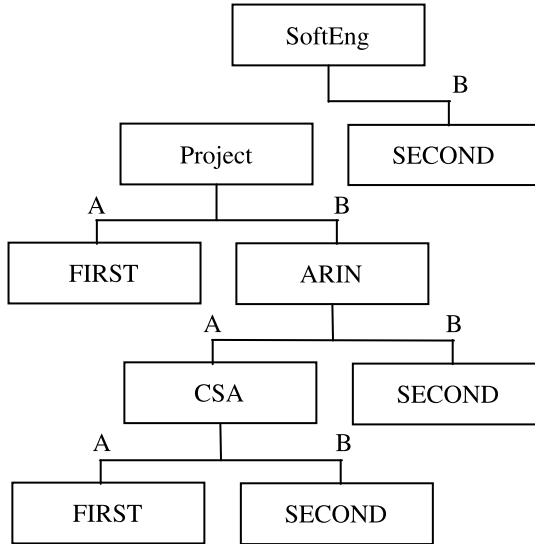 SoftEng
B
SECOND
Project
A B
FIRST ARIN
A B
CSA SECOND
A B
FIRST SECOND